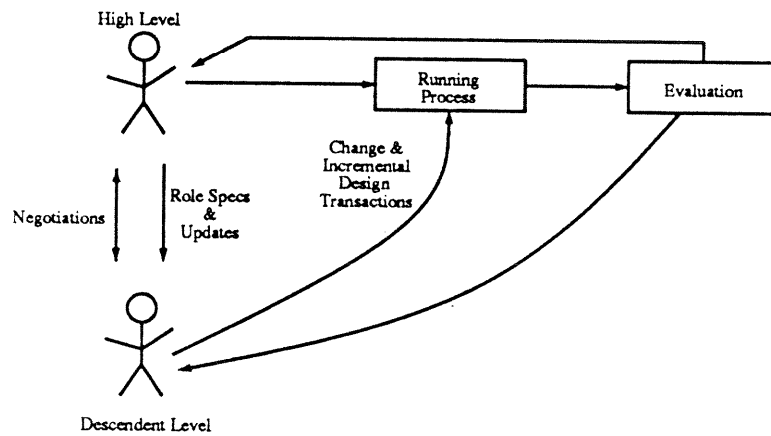 High Level
Running
Process
Evaluation
Change &
Incremental
Design
Transactions
Negotiations
Role Specs
&
Updates
Descendent Level